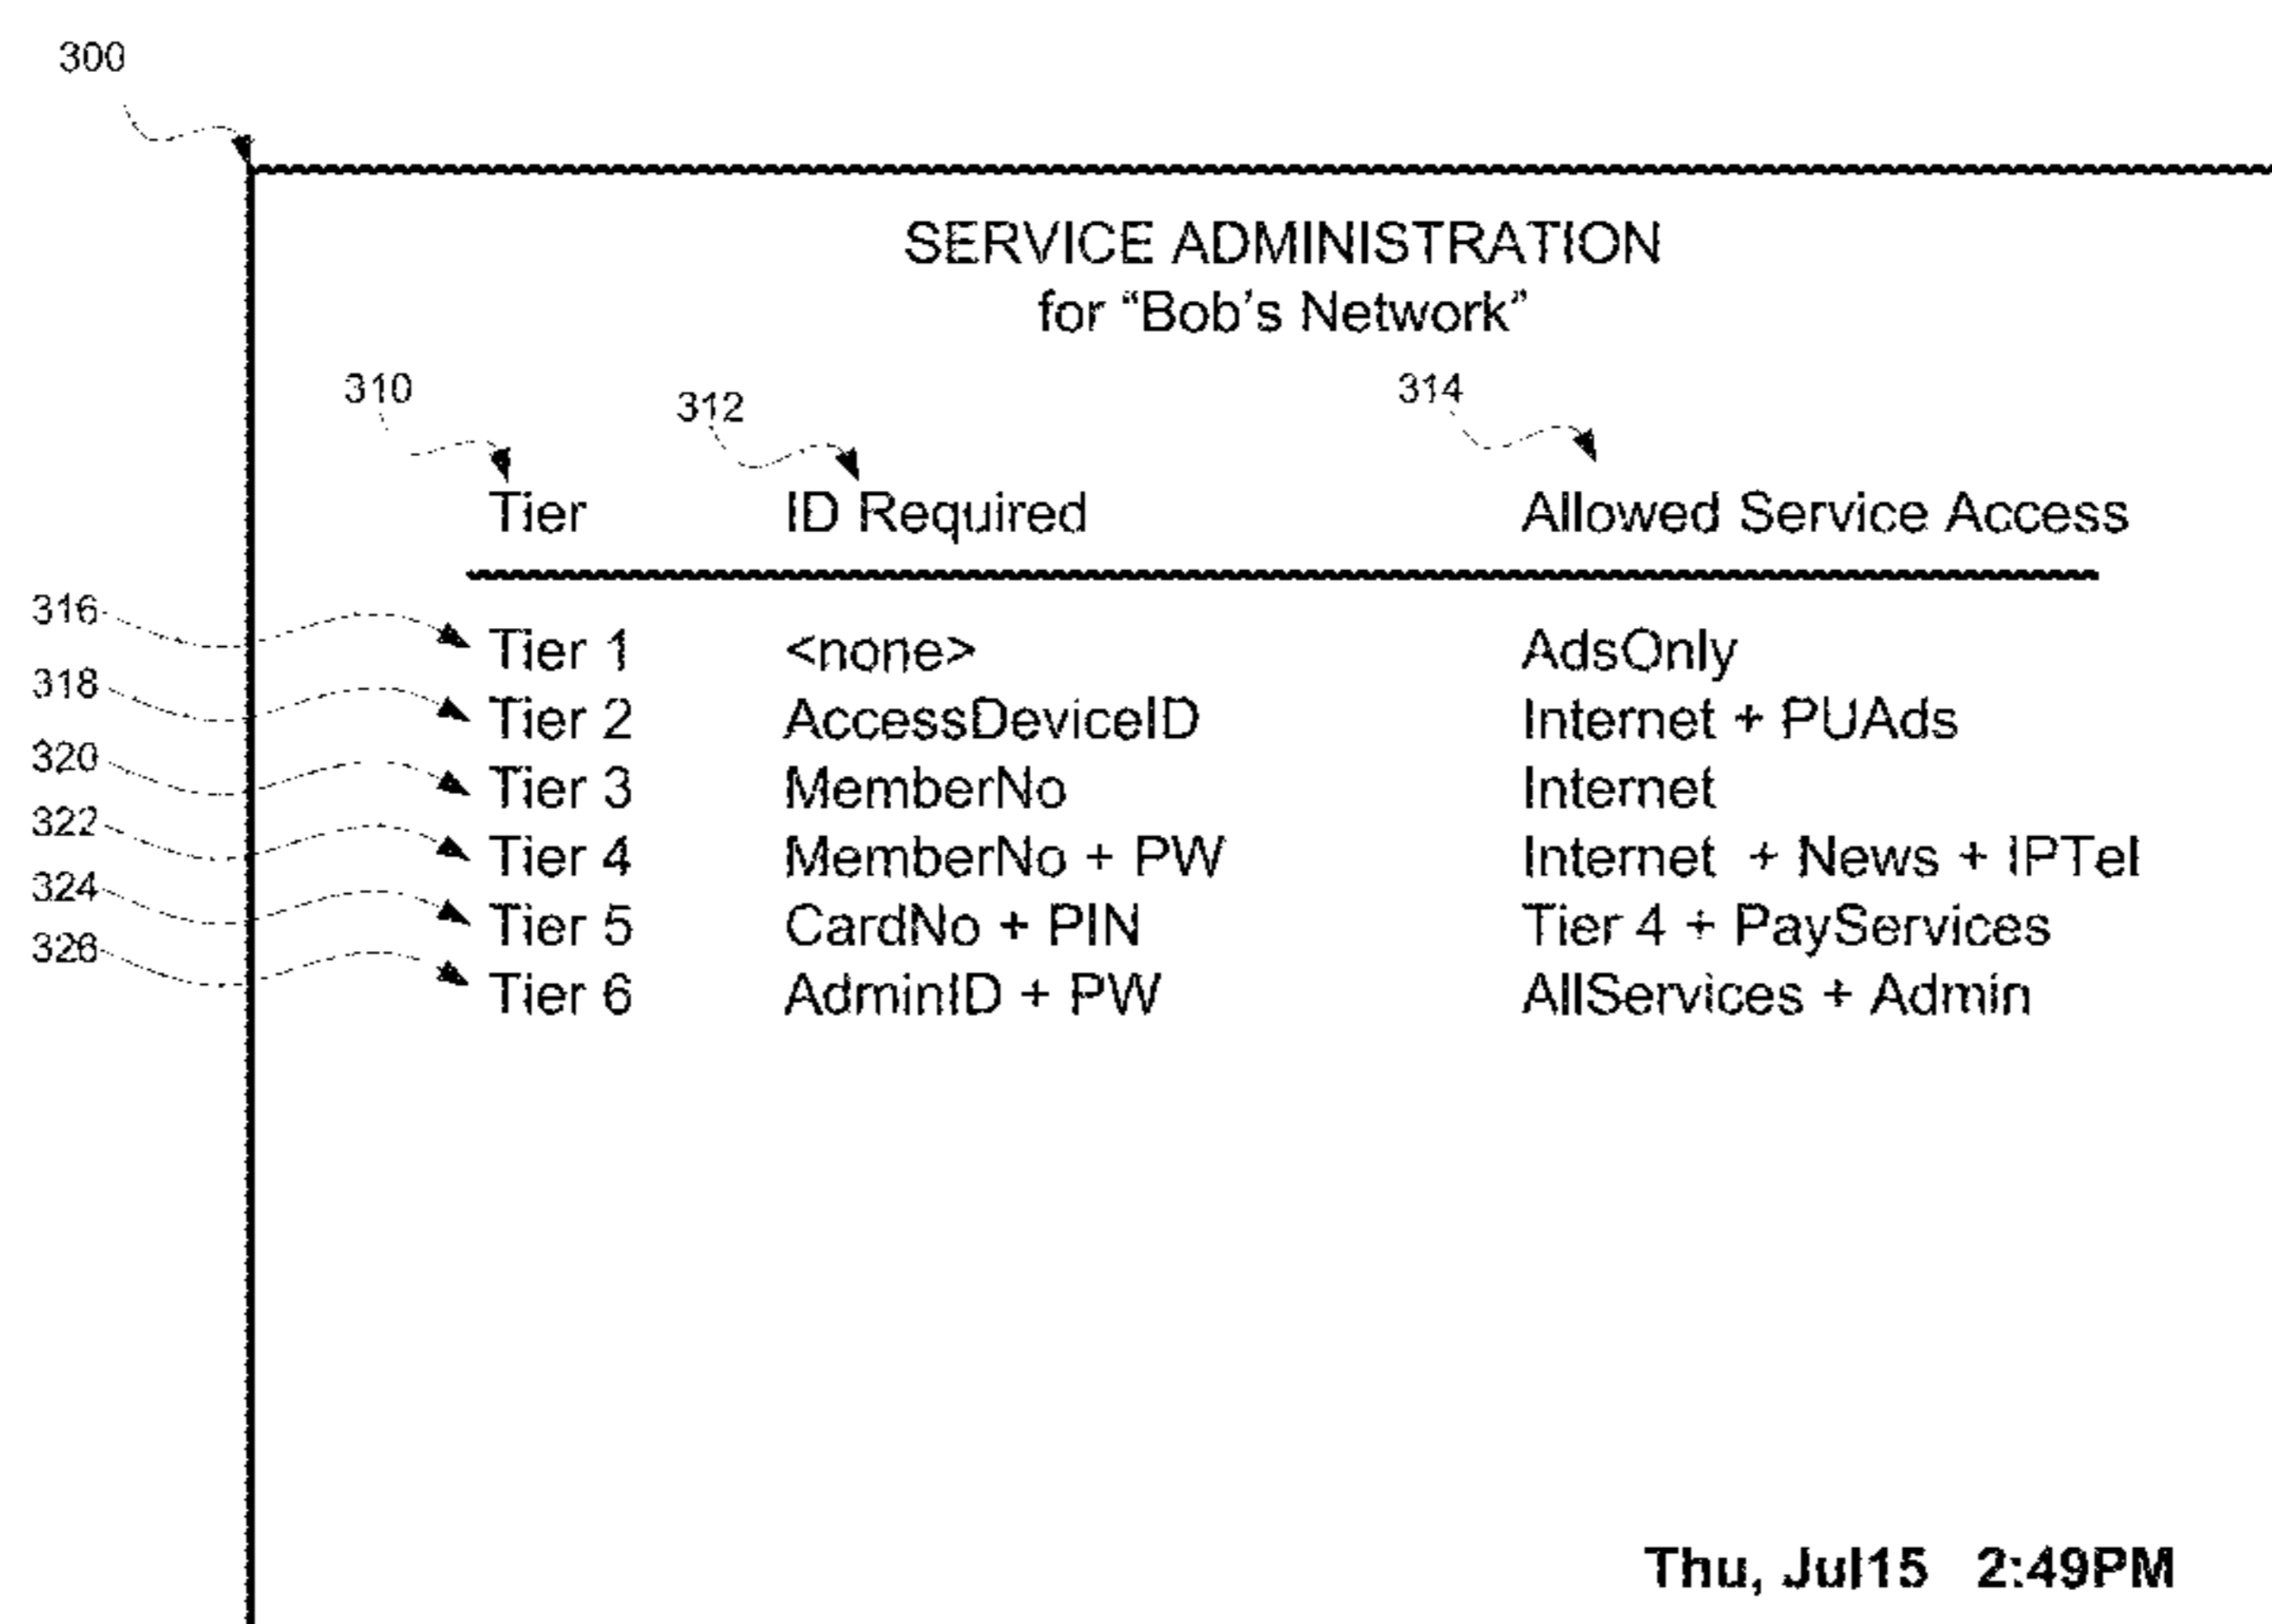 300
SERVICE ADMINISTRATION
for “Bob’s Network”
310 312 314
Tier ID Required Allowed Service Access
316 Tier 1 <none> AdsOnly
318 Tier 2 AccessDeviceID Internet + PUAds
320 Tier 3 MemberNo Internet
322 Tier 4 MemberNo + PW Internet + News + IPTel
324 Tier 5 CardNo + PIN Tier 4 + PayServices
326 Tier 6 AdminID + PW AllServices + Admin
Thu, Jul15 2:49PM